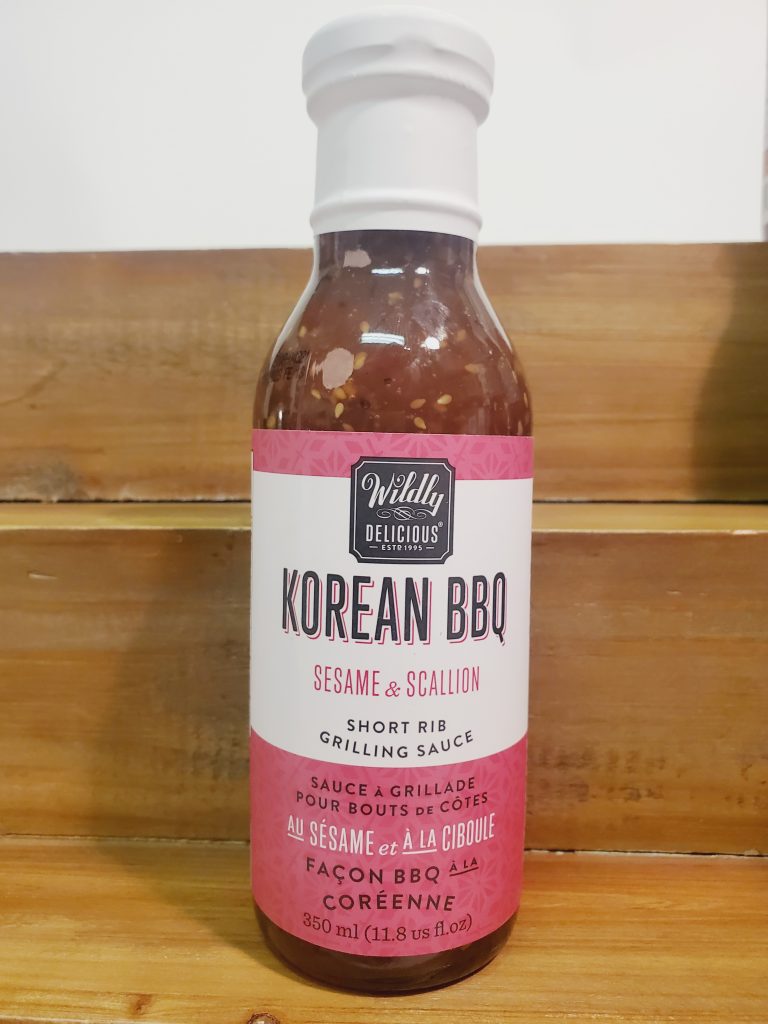 Wildly
DELICIOUS®
ESTD 1995
KOREAN BBQ
SESAME & SCALLION
SHORT RIB
GRILLING SAUCE
SAUCE À GRILLADE
POUR BOUTS DE CÔTES
AU SÉSAME et À LA CIBOULE
FAÇON BBQ À LA
CORÉENNE
350 ml (11.8 US fl.oz)